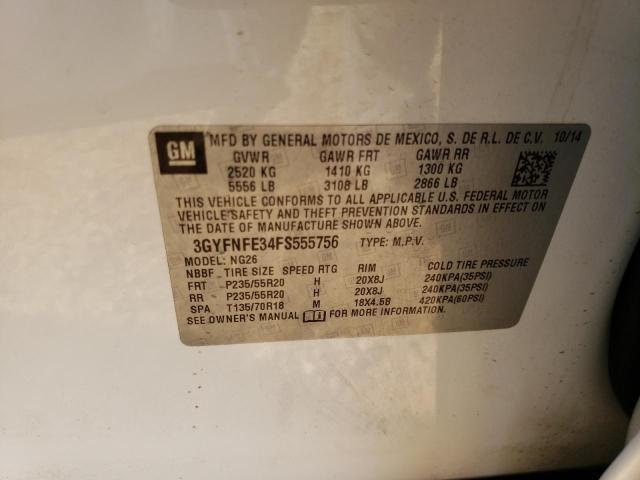 GM MFD BY GENERAL MOTORS DE MEXICO, S. DE R.L. DE C.V. 10/14
GVWR GAWR FRT GAWR RR
2520 KG 1410 KG 1300 KG
5556 LB 3108 LB 2866 LB
THIS VEHICLE CONFORMS TO ALL APPLICABLE U.S. FEDERAL MOTOR
VEHICLE SAFETY AND THEFT PREVENTION STANDARDS IN EFFECT ON
THE DATE OF MANUFACTURE SHOWN ABOVE.
3GYFNFE34FS555756 TYPE: M.P.V.
MODEL: NG26
NBBF TIRE SIZE SPEED RTG RIM COLD TIRE PRESSURE
FRT P235/55R20 H 20X8J 240KPA(35PSI)
RR P235/55R20 H 20X8J 240KPA(35PSI)
SPA T135/70R18 M 18X4.5B 420KPA(60PSI)
SEE OWNER'S MANUAL FOR MORE INFORMATION.